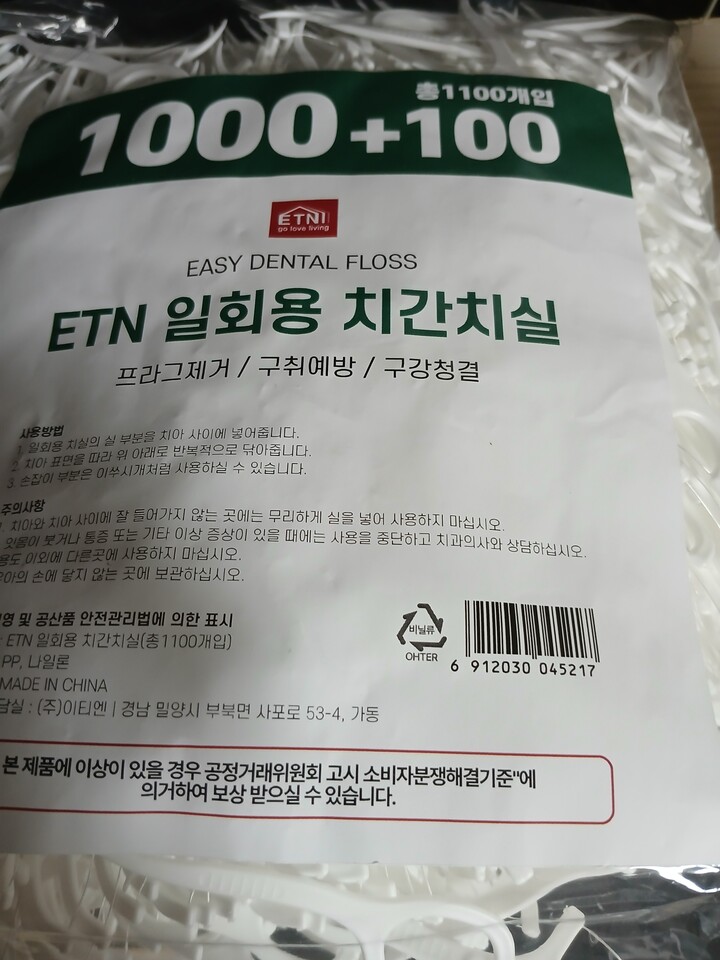 총1100개입
1000+100
ETNI
go love living
EASY DENTAL FLOSS
ETN 일회용 치간치실
프라그제거 / 구취예방 / 구강청결
사용방법
1. 일회용 치실의 실 부분을 치아 사이에 넣어줍니다.
2. 치아 표면을 따라 위 아래로 반복적으로 닦아줍니다.
3. 손잡이 부분은 이쑤시개처럼 사용하실 수 있습니다.
주의사항
치아와 치아 사이에 잘 들어가지 않는 곳에는 무리하게 실을 넣어 사용하지 마십시오.
잇몸이 붓거나 통증 또는 기타 이상 증상이 있을 때에는 사용을 중단하고 치과의사와 상담하십시오.
용도 이외에 다른곳에 사용하지 마십시오.
손에 닿지 않는 곳에 보관하십시오.
및 공산품 안전관리법에 의한 표시
: ETN 일회용 치간치실(총1100개입)
PP, 나일론
MADE IN CHINA
: (주)이티엔 | 경남 밀양시 부북면 사포로 53-4, 가동
비닐류
OHTER
6 912030 045217
본 제품에 이상이 있을 경우 공정거래위원회 고시 소비자분쟁해결기준"에
의거하여 보상 받으실 수 있습니다.